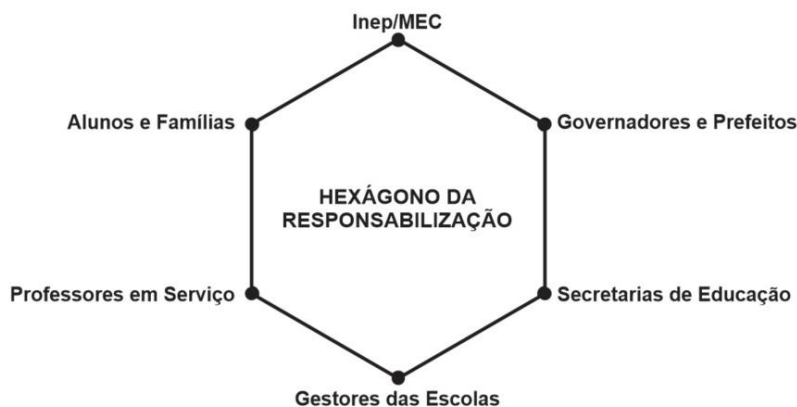 Inep/MEC
Alunos e Famílias
Governadores e Prefeitos
HEXÁGONO DA
RESPONSABILIZAÇÃO
Professores em Serviço
Secretarias de Educação
Gestores das Escolas